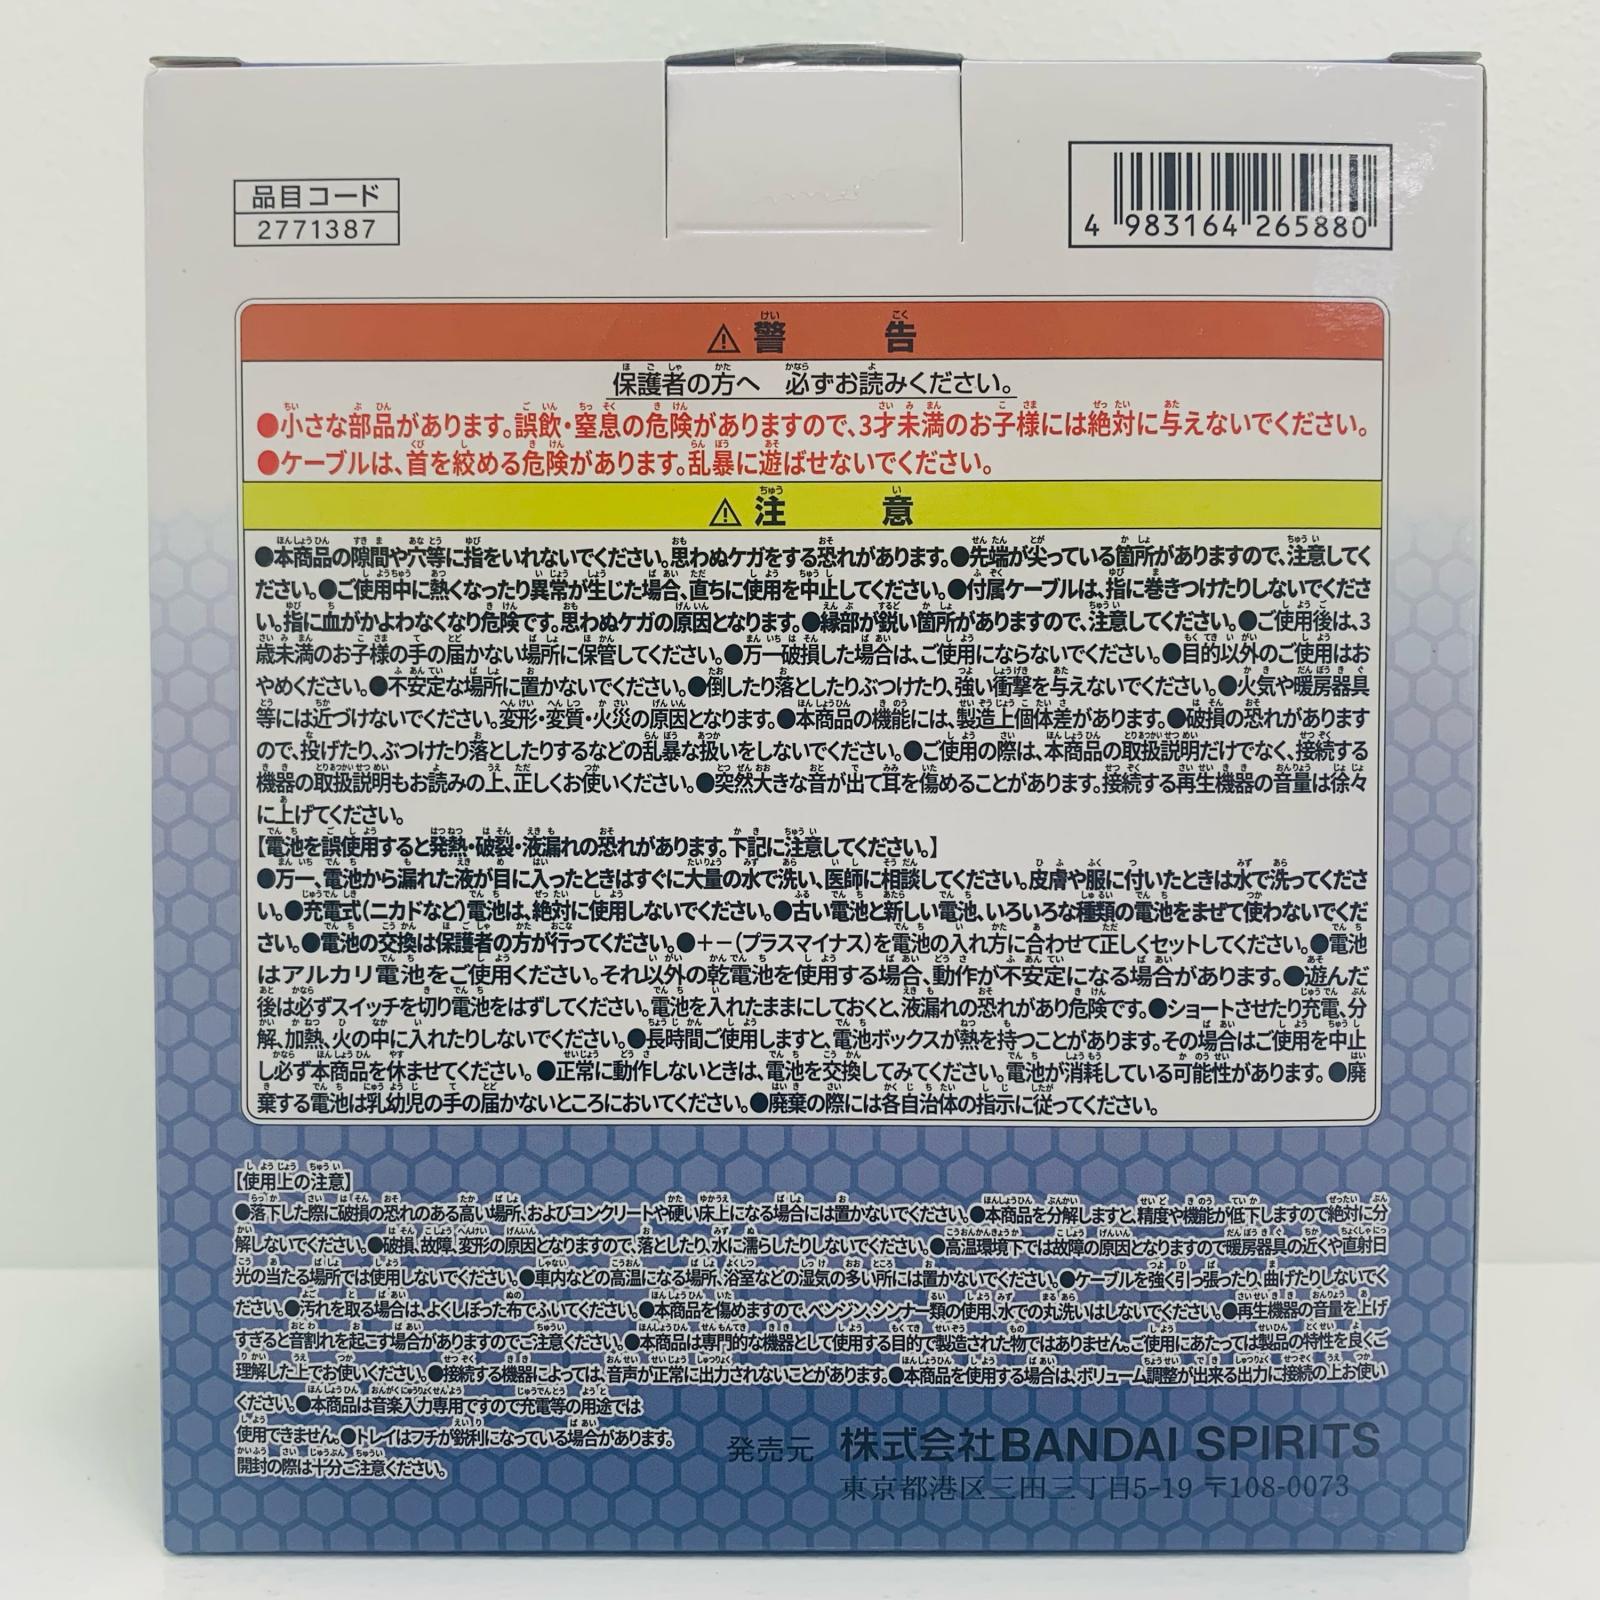 品目コード
2771387
4 983164 265880
⚠警告
保護者の方へ 必ずお読みください。
●小さな部品があります。誤飲・窒息の危険がありますので、3才未満のお子様には絶対に与えないでください。
●ケーブルは、首を絞める危険があります。乱暴に遊ばせないでください。
⚠注意
●本商品の隙間や穴等に指をいれないでください。思わぬケガをする恐れがあります。●先端が尖っている箇所がありますので、注意してく
ださい。●ご使用中に熱くなったり異常が生じた場合、直ちに使用を中止してください。●付属ケーブルは、指に巻きつけたりしないでくださ
い。指に血がかよわなくなり危険です。思わぬケガの原因となります。●縁部が鋭い箇所がありますので、注意してください。●ご使用後は、3
歳未満のお子様の手の届かない場所に保管してください。●万一破損した場合は、ご使用にならないでください。●目的以外のご使用はお
やめください。●不安定な場所に置かないでください。●倒したり落としたりぶつけたり、強い衝撃を与えないでください。●火気や暖房器具
等には近づけないでください。変形・変質・火災の原因となります。●本商品の機能には、製造上個体差があります。●破損の恐れがあります
ので、投げたり、ぶつけたり落としたりするなどの乱暴な扱いをしないでください。●ご使用の際は、本商品の取扱説明だけでなく、接続する
機器の取扱説明もお読みの上、正しくお使いください。●突然大きな音が出て耳を傷めることがあります。接続する再生機器の音量は徐々
に上げてください。
【電池を誤使用すると発熱・破裂・液漏れの恐れがあります。下記に注意してください。】
●万一、電池から漏れた液が目に入ったときはすぐに大量の水で洗い、医師に相談してください。皮膚や服に付いたときは水で洗ってくださ
い。●充電式(ニカドなど)電池は、絶対に使用しないでください。●古い電池と新しい電池、いろいろな種類の電池をまぜて使わないでくだ
さい。●電池の交換は保護者の方が行ってください。●+-(プラスマイナス)を電池の入れ方に合わせて正しくセットしてください。●電池
はアルカリ電池をご使用ください。それ以外の乾電池を使用する場合、動作が不安定になる場合があります。●遊んだ
後は必ずスイッチを切り電池をはずしてください。電池を入れたままにしておくと、液漏れの恐れがあり危険です。●ショートさせたり充電、分
解、加熱、火の中に入れたりしないでください。●長時間ご使用しますと、電池ボックスが熱を持つことがあります。その場合はご使用を中止
し必ず本商品を休ませてください。●正常に動作しないときは、電池を交換してみてください。電池が消耗している可能性があります。●廃
棄する電池は乳幼児の手の届かないところにおいてください。●廃棄の際には各自治体の指示に従ってください。
【使用上の注意】
●落下した際に破損の恐れのある高い場所、およびコンクリートや硬い床上になる場合には置かないでください。●本商品を分解しますと、精度や機能が低下しますので絶対に分
解しないでください。●破損、故障、変形の原因となりますので、落としたり、水に濡らしたりしないでください。●高温環境下では故障の原因となりますので暖房器具の近くや直射日
光の当たる場所では使用しないでください。●車内などの高温になる場所、浴室などの湿気の多い所には置かないでください。●ケーブルを強く引っ張ったり、曲げたりしないでく
ださい。●汚れを取る場合は、よくしぼった布でふいてください。●本商品を傷めますので、ベンジン、シンナー類の使用、水での丸洗いはしないでください。●再生機器の音量を上げ
すぎると音割れを起こす場合がありますのでご注意ください。●本商品は専門的な機器として使用する目的で製造された物ではありません。ご使用にあたっては製品の特性を良くご
理解した上でお使いください。●接続する機器によっては、音声が正常に出力されないことがあります。●本商品を使用する場合は、ボリューム調整が出来る出力に接続の上お使い
ください。●本商品は音楽入力専用ですので充電等の用途では
使用できません。●トレイはフチが鋭利になっている場合があります。
開封の際は十分ご注意ください。
発売元 株式会社BANDAI SPIRITS
東京都港区三田三丁目5-19 〒108-0073